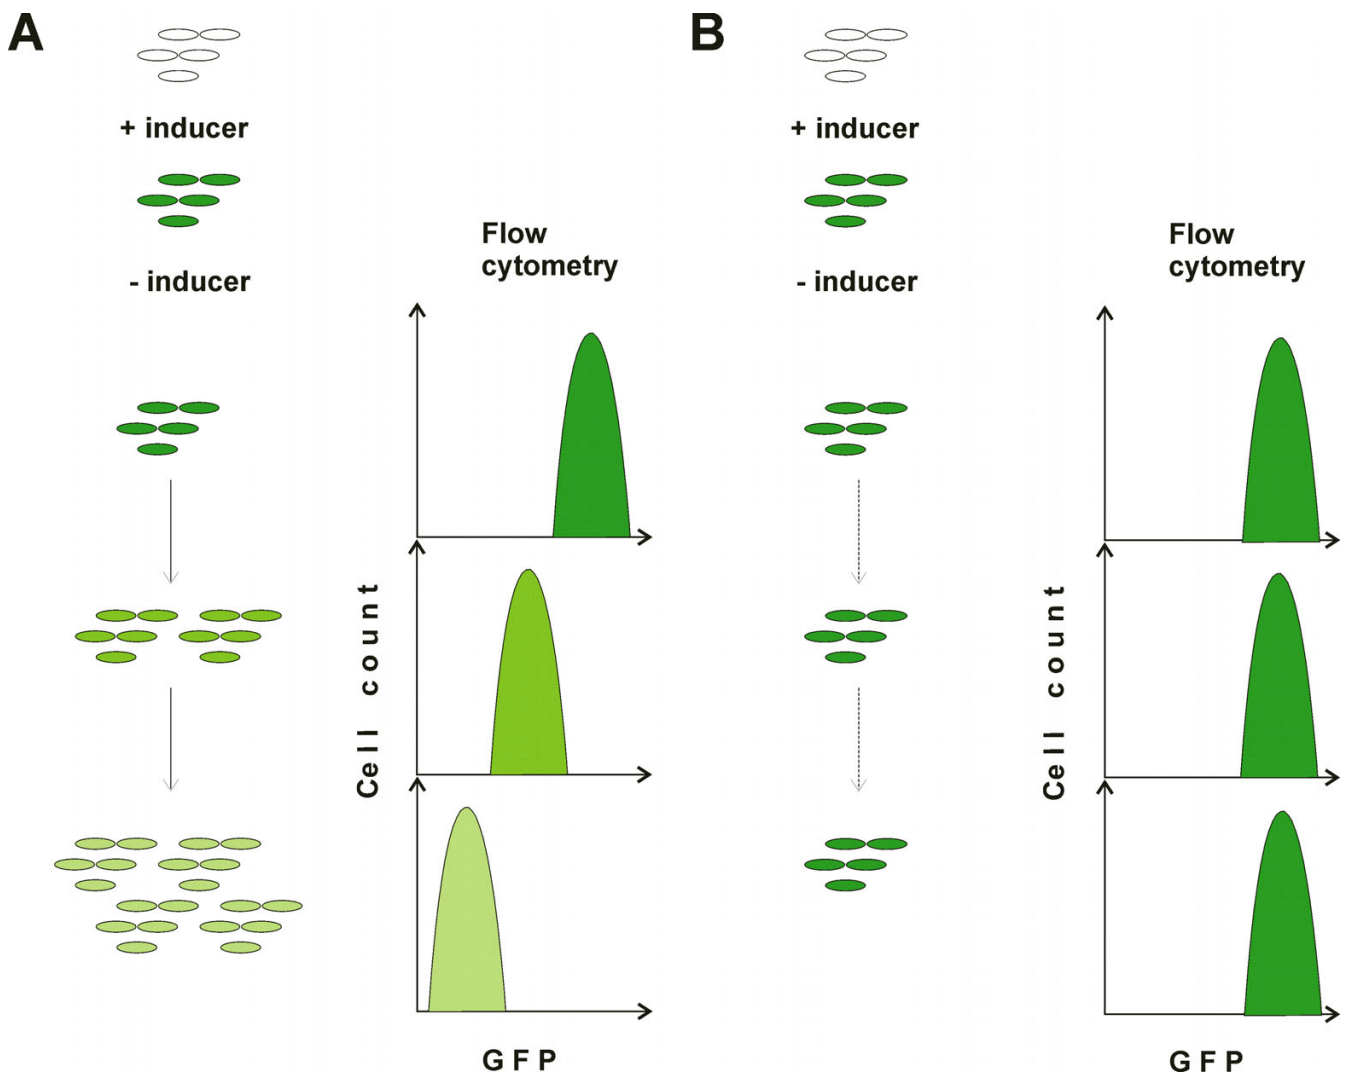 A
+ inducer
- inducer
Flow
cytometry
Cell count
GFP
B
+ inducer
- inducer
Flow
cytometry
Cell count
GFP